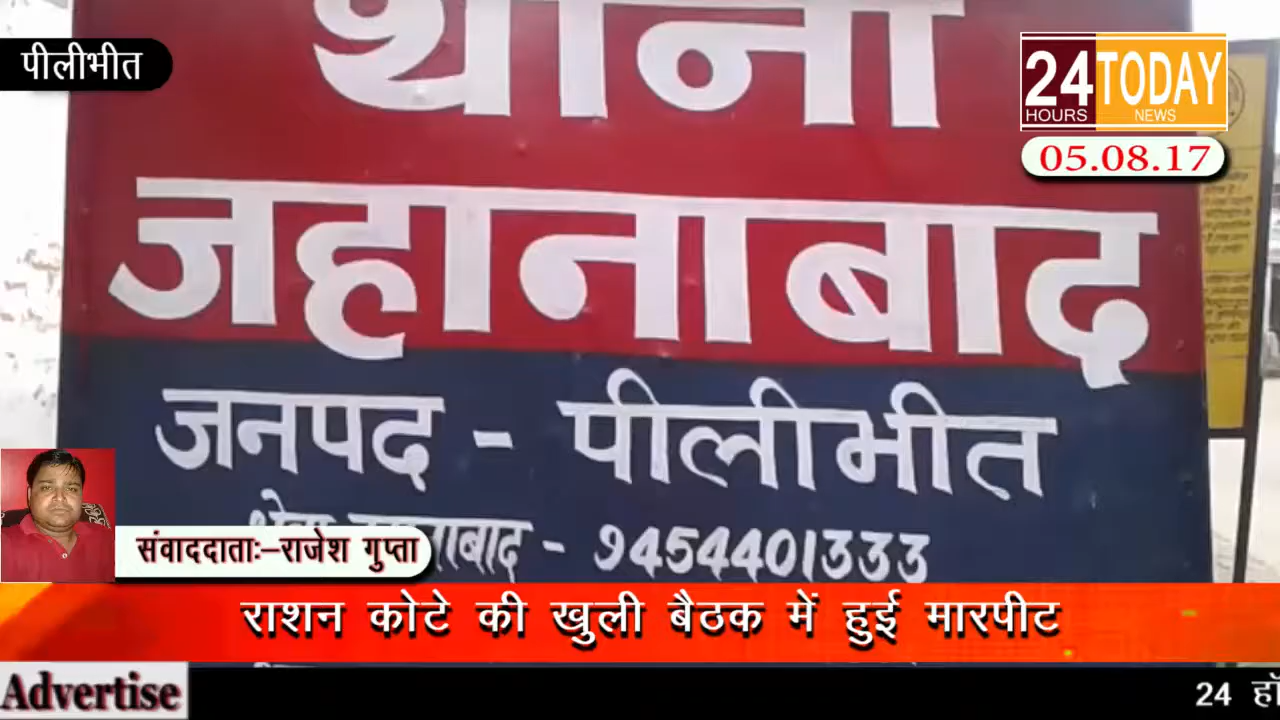 पीलीभीत
24 TODAY
HOURS NEWS
05.08.17
थाना
जहानाबाद
जनपद - पीलीभीत
- 9454401333
संवाददाताः–राजेश गुप्ता
राशन कोटे की खुली बैठक में हुई मारपीट
Advertise
24